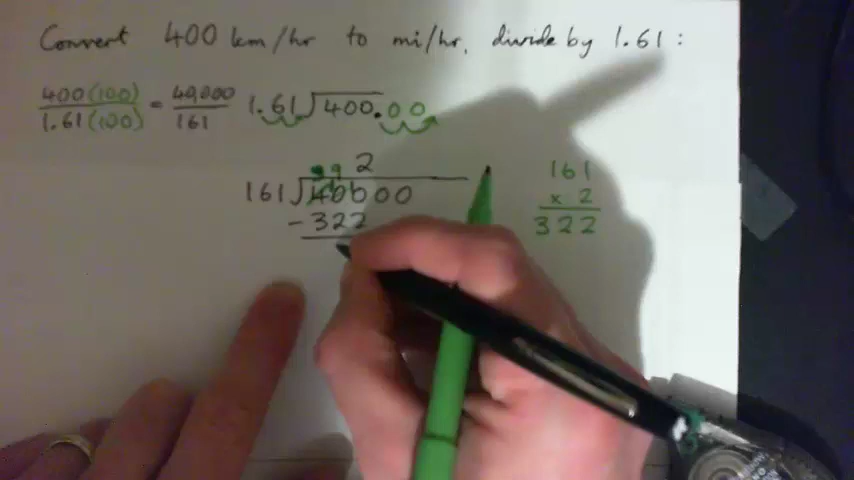 Convert 400 km/hr to mi/hr, divide by 1.61 :
400(100) / 1.61(100) = 40,000 / 161 1.61)400.00
2
161)40000
-322
161
x 2
322